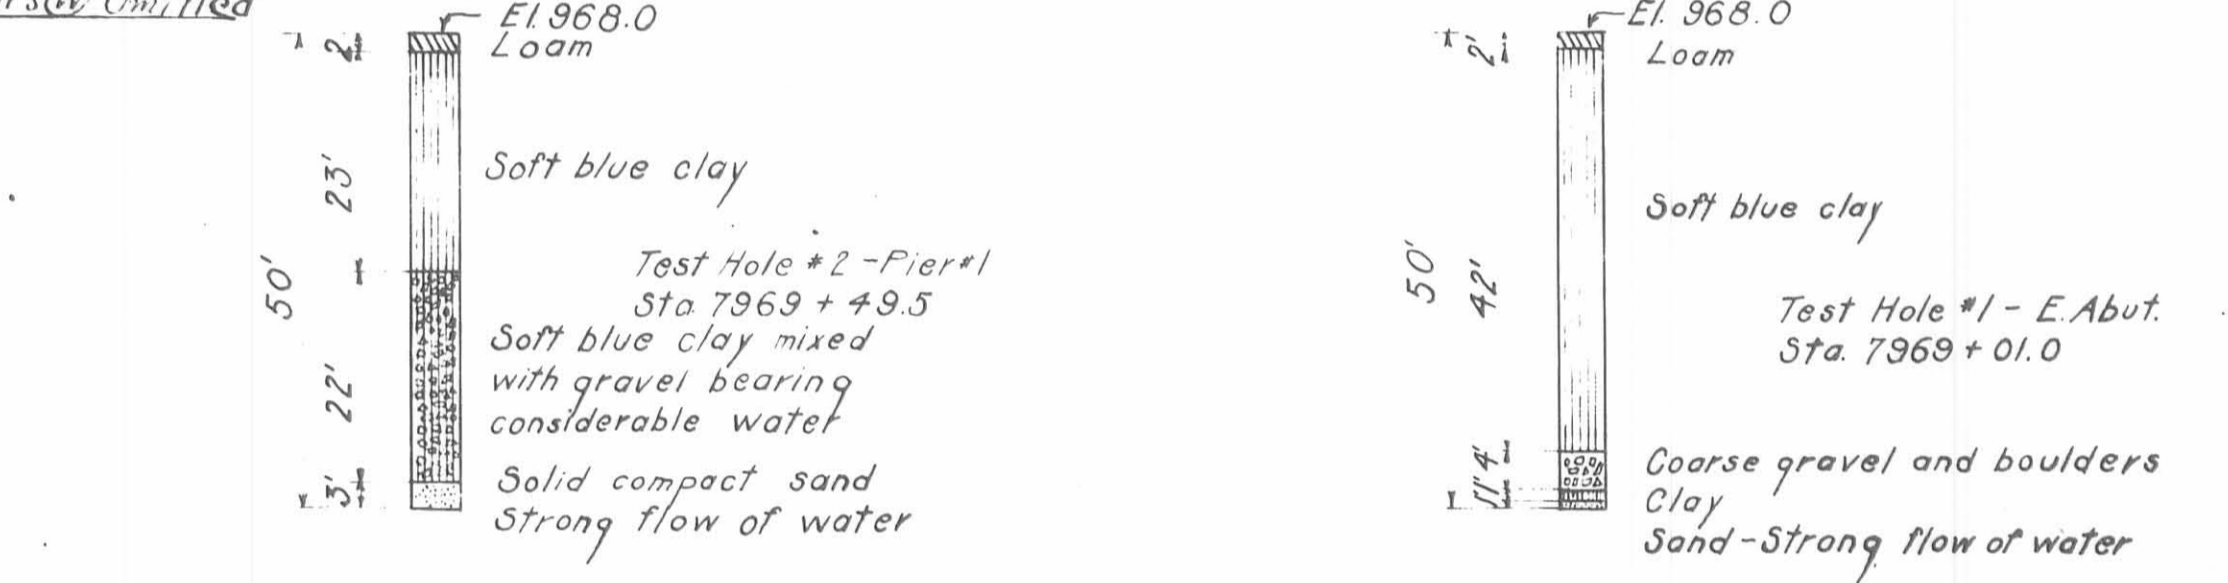 Omitted
El. 968.0
Loam
2'
23'
Soft blue clay
50'
Test Hole #2 - Pier #1
Sta. 7969 + 49.5
22'
Soft blue clay mixed
with gravel bearing
considerable water
3'
Solid compact sand
Strong flow of water
El. 968.0
Loam
2'
Soft blue clay
50'
42'
Test Hole #1 - E. Abut.
Sta. 7969 + 01.0
4'
1'
1'
Coarse gravel and boulders
Clay
Sand - Strong flow of water